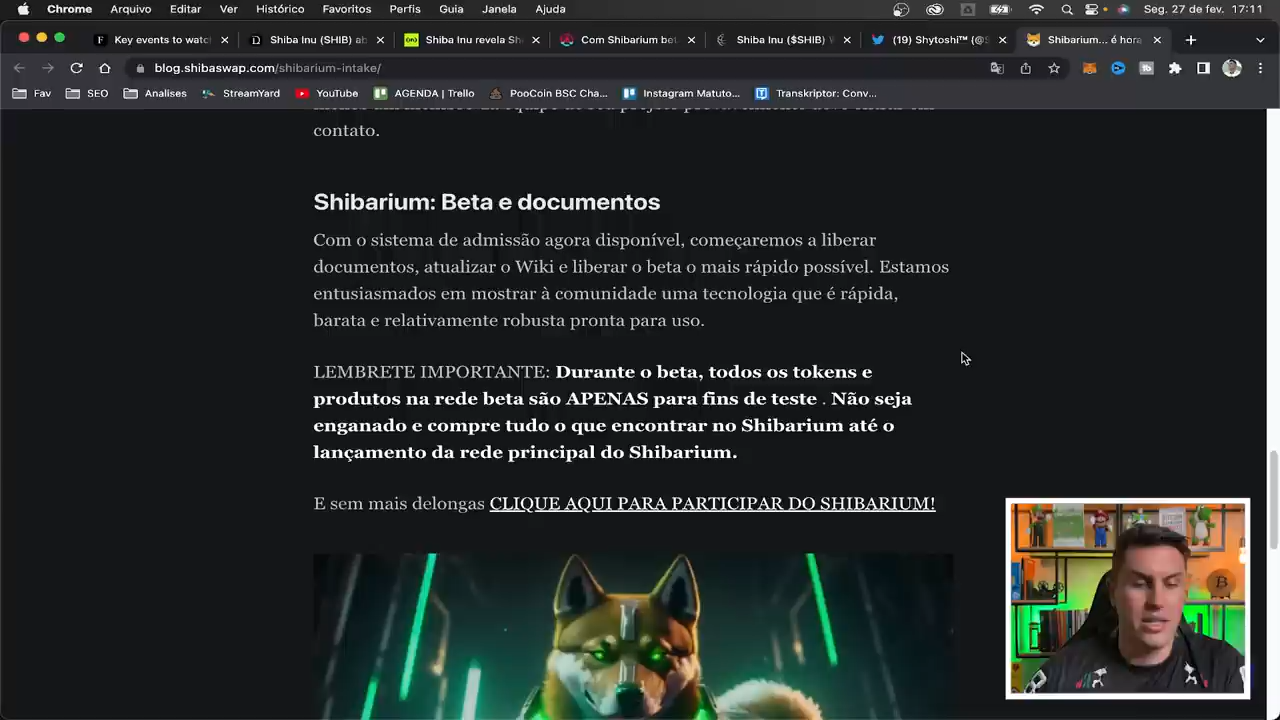 Chrome Arquivo Editar Ver Histórico Favoritos Perfis Guia Janela Ajuda Seg. 27 de fev. 17:11
Key events to watch Shiba Inu (SHIB) ab Shiba Inu revela Sh Com Shibarium bet Shiba Inu ($SHIB) W (19) Shytoshi™ (@S Shibarium... e hora
blog.shibaswap.com/shibarium-intake/
Fav SEO Analises StreamYard YouTube AGENDA | Trello PooCoin BSC Cha... Instagram Matuto... Transkriptor: Conv...
contato.
Shibarium: Beta e documentos
Com o sistema de admissão agora disponível, começaremos a liberar
documentos, atualizar o Wiki e liberar o beta o mais rápido possível. Estamos
entusiasmados em mostrar à comunidade uma tecnologia que é rápida,
barata e relativamente robusta pronta para uso.
LEMBRETE IMPORTANTE: Durante o beta, todos os tokens e
produtos na rede beta são APENAS para fins de teste . Não seja
enganado e compre tudo o que encontrar no Shibarium até o
lançamento da rede principal do Shibarium.
E sem mais delongas CLIQUE AQUI PARA PARTICIPAR DO SHIBARIUM!